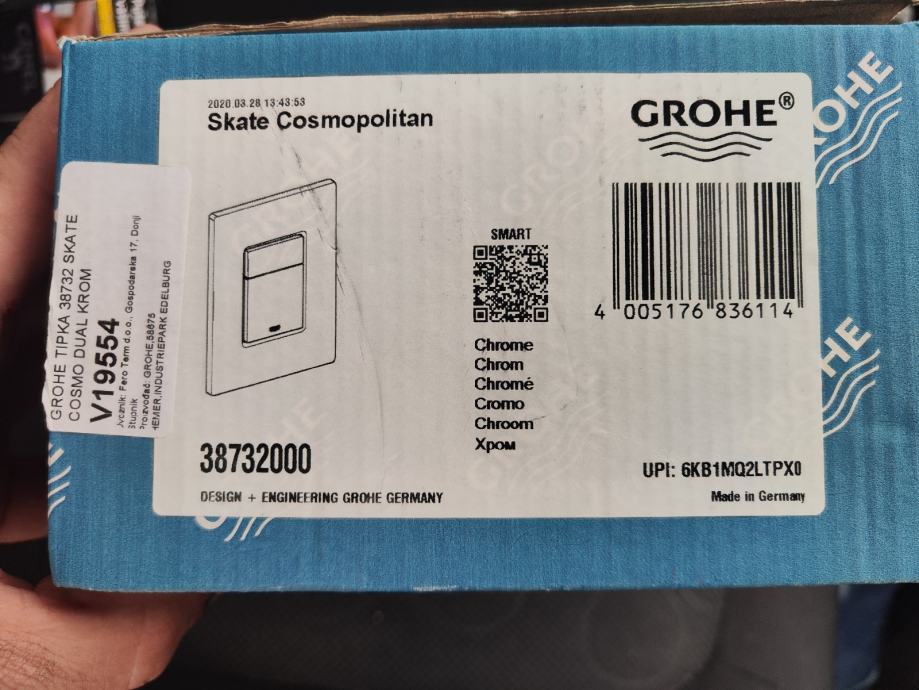 2020.03.28 13:43:53
Skate Cosmopolitan
GROHE®
SMART
4 005176 836114
Chrome
Chrom
Chromé
Cromo
Chroom
Хром
38732000
UPI: 6KB1MQ2LTPX0
DESIGN + ENGINEERING GROHE GERMANY
Made in Germany
GROHE TIPKA 38732 SKATE
COSMO DUAL KROM
V19554
Uvoznik: Fero Term d.o.o., Gospodarska 17, Donji
Stupnik
Proizvođač: GROHE,58675
HEMER,INDUSTRIEPARK EDELBURG
ROHE
HE